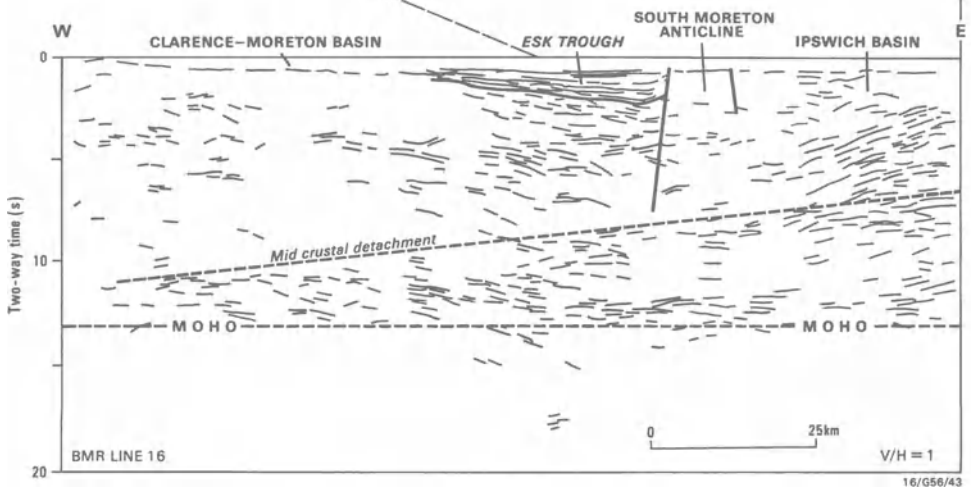 W
E
CLARENCE–MORETON BASIN
ESK TROUGH
SOUTH MORETON
ANTICLINE
IPSWICH BASIN
0
10
20
Two-way time (s)
Mid crustal detachment
MOHO
MOHO
0
25km
BMR LINE 16
V/H = 1
16/G56/43